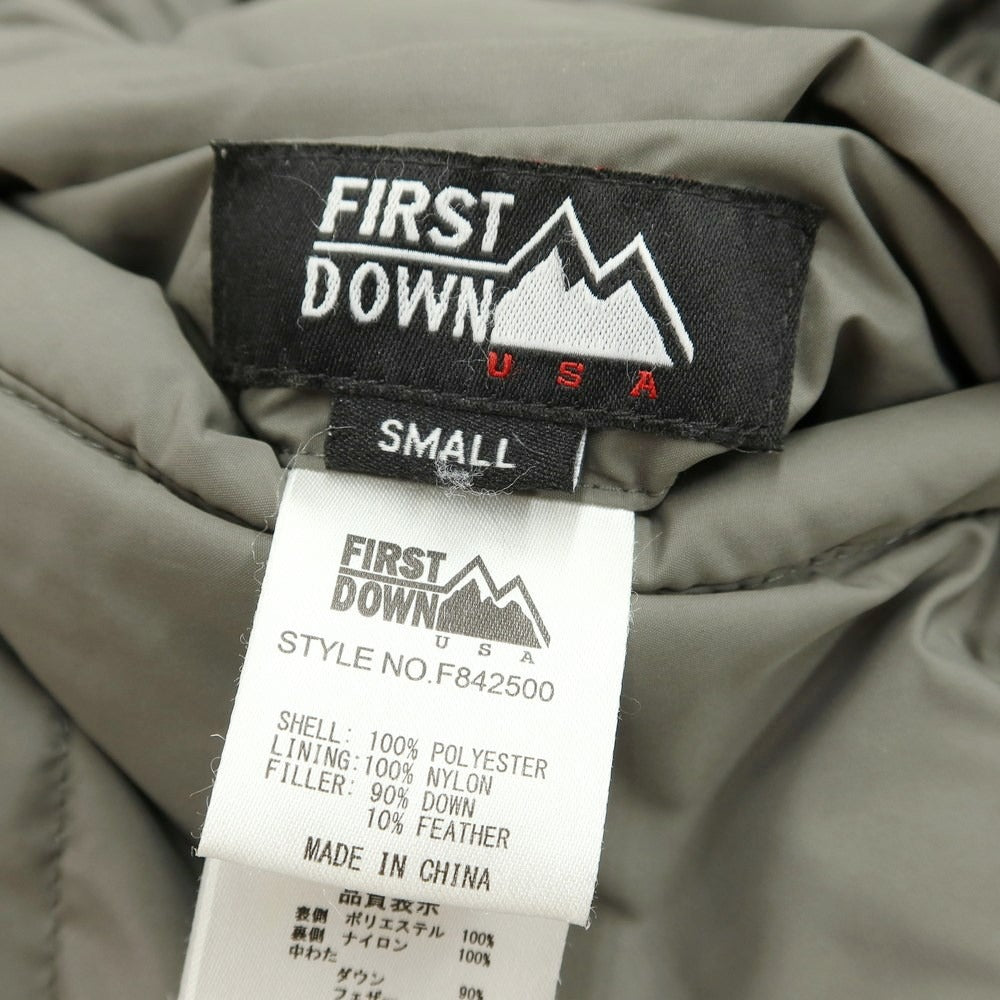 FIRST
DOWN
USA
SMALL
FIRST
DOWN
USA
STYLE NO.F842500
SHELL: 100% POLYESTER
LINING:100% NYLON
FILLER: 90% DOWN
10% FEATHER
MADE IN CHINA
品質表示
表側 ポリエステル 100%
裏側 ナイロン 100%
中わた
ダウン 90%
フェザー